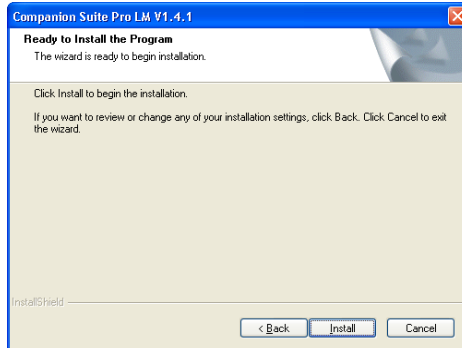 Companion Suite Pro LM V1.4.1
Ready to Install the Program
The wizard is ready to begin installation.
Click Install to begin the installation.
If you want to review or change any of your installation settings, click Back. Click Cancel to exit
the wizard.
InstallShield
< Back
Install
Cancel